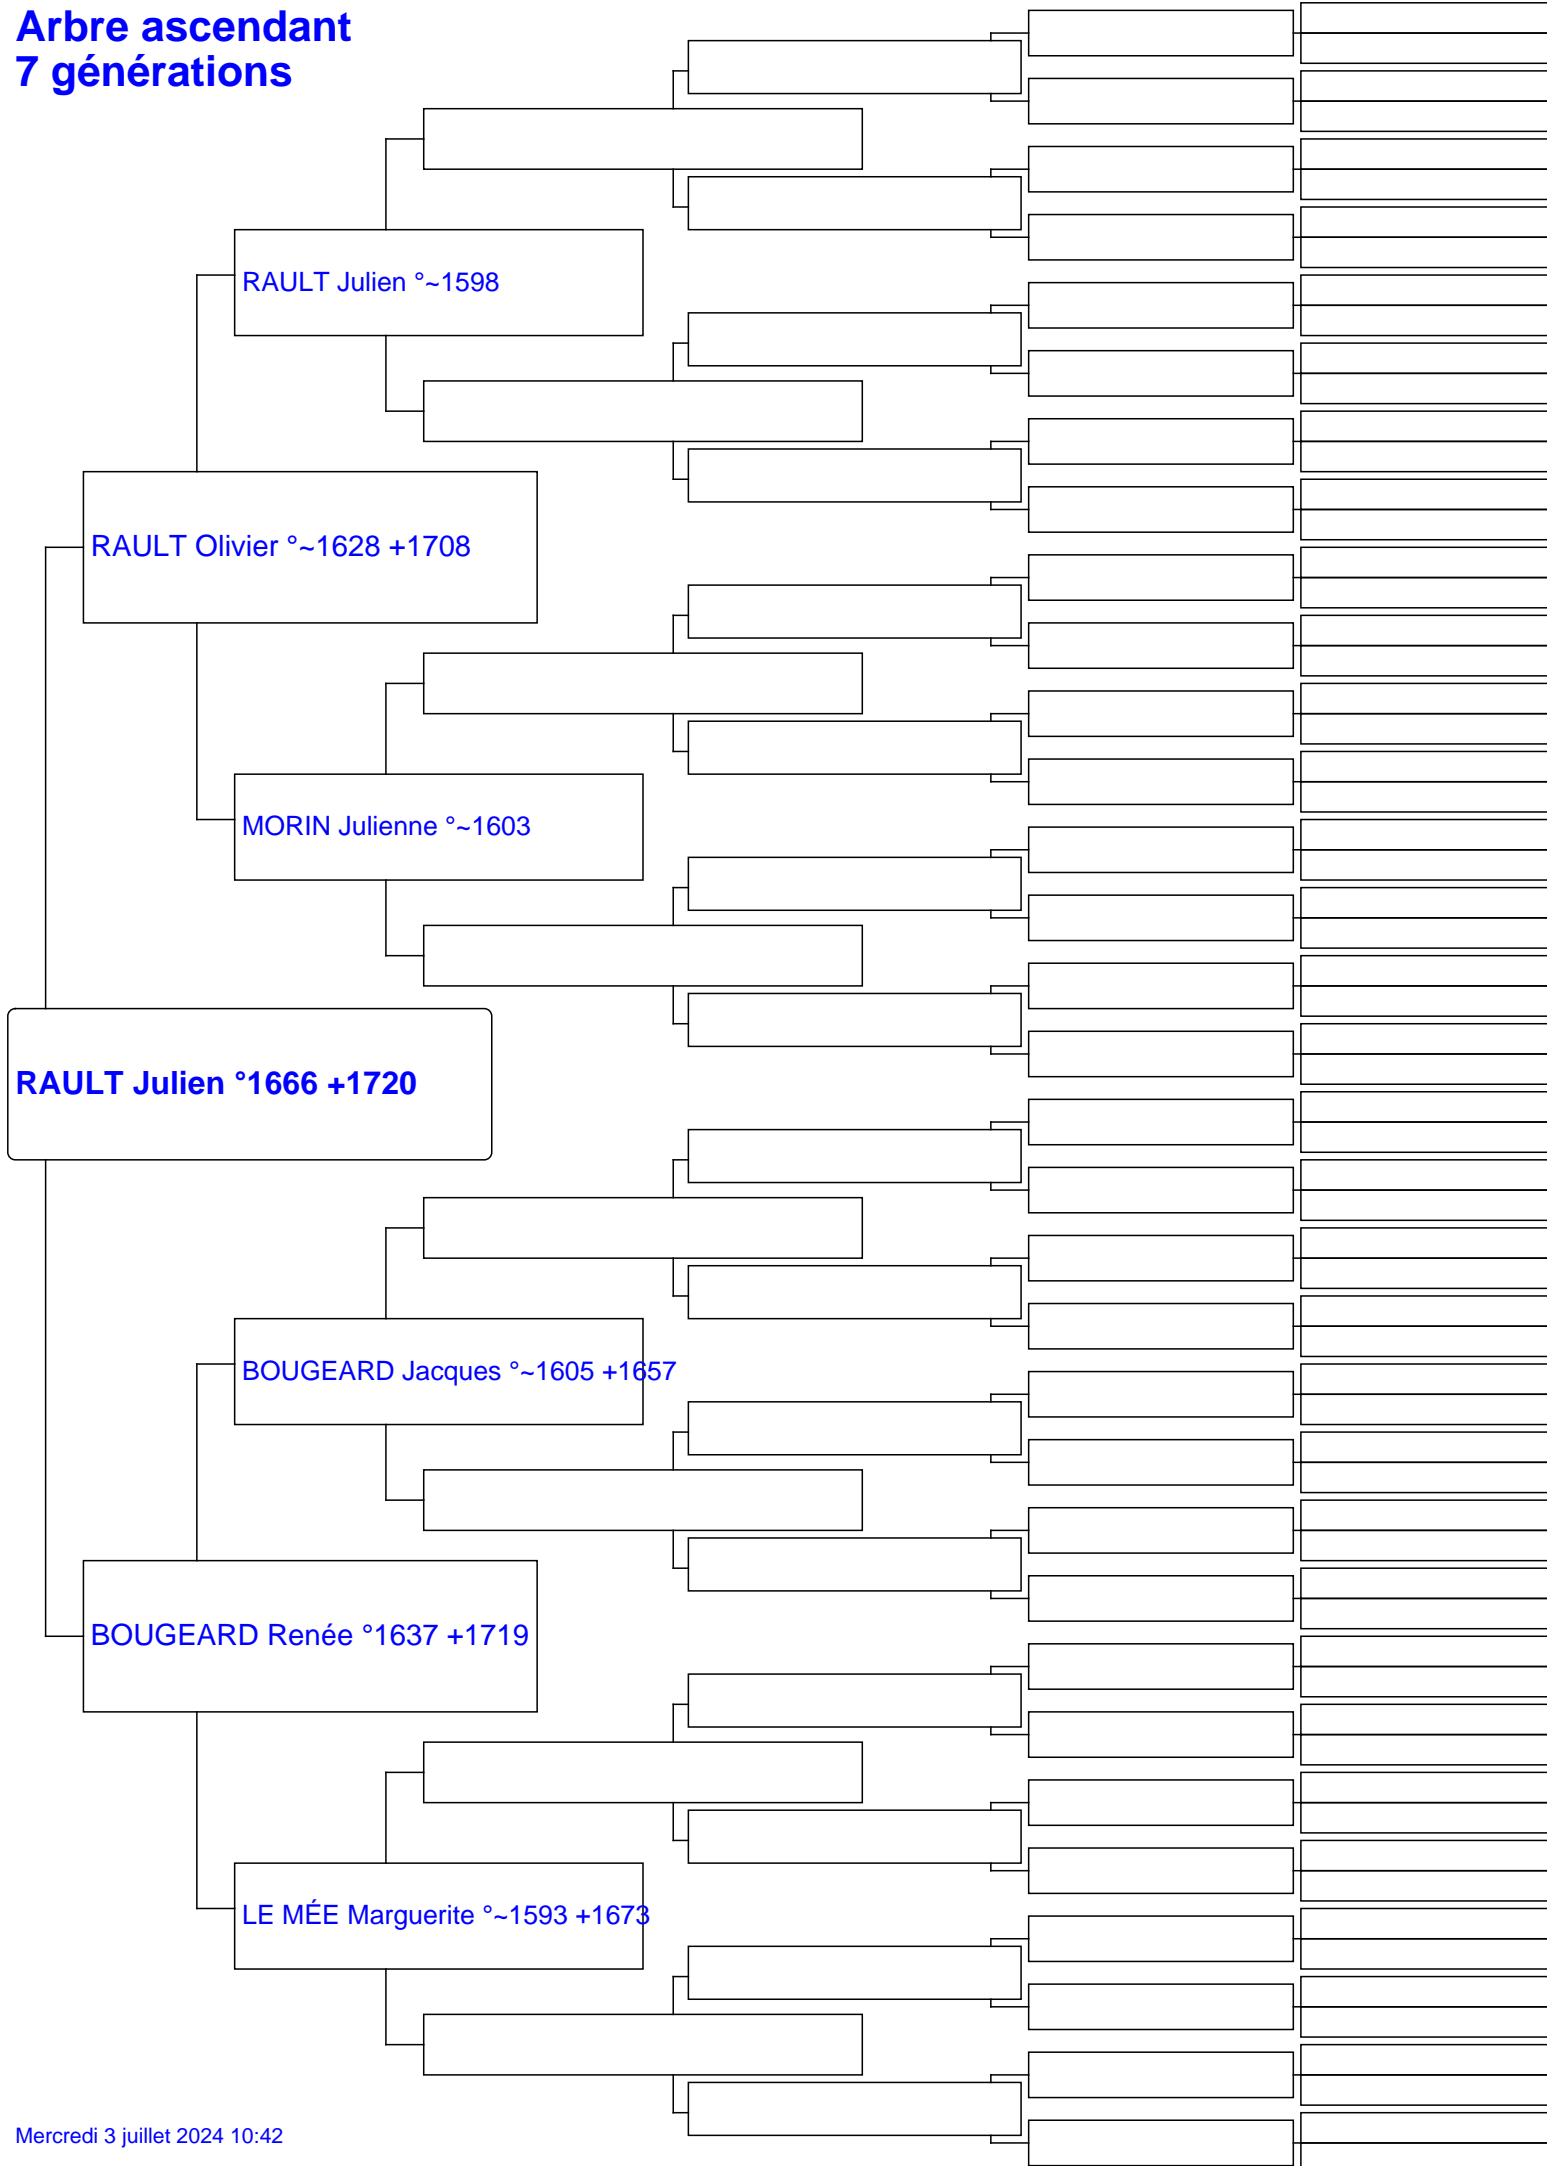 Arbre ascendant
7 générations
RAULT Julien °~1598
RAULT Olivier °~1628 +1708
MORIN Julienne °~1603
RAULT Julien °1666 +1720
BOUGEARD Jacques °~1605 +1657
BOUGEARD Renée °1637 +1719
LE MÉE Marguerite °~1593 +1673
Mercredi 3 juillet 2024 10:42